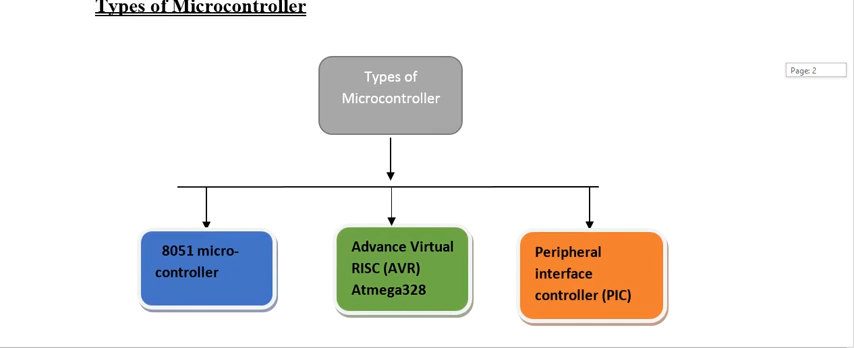 Types of Microcontroller
Types of
Microcontroller
Page: 2
8051 micro-
controller
Advance Virtual
RISC (AVR)
Atmega328
Peripheral
interface
controller (PIC)